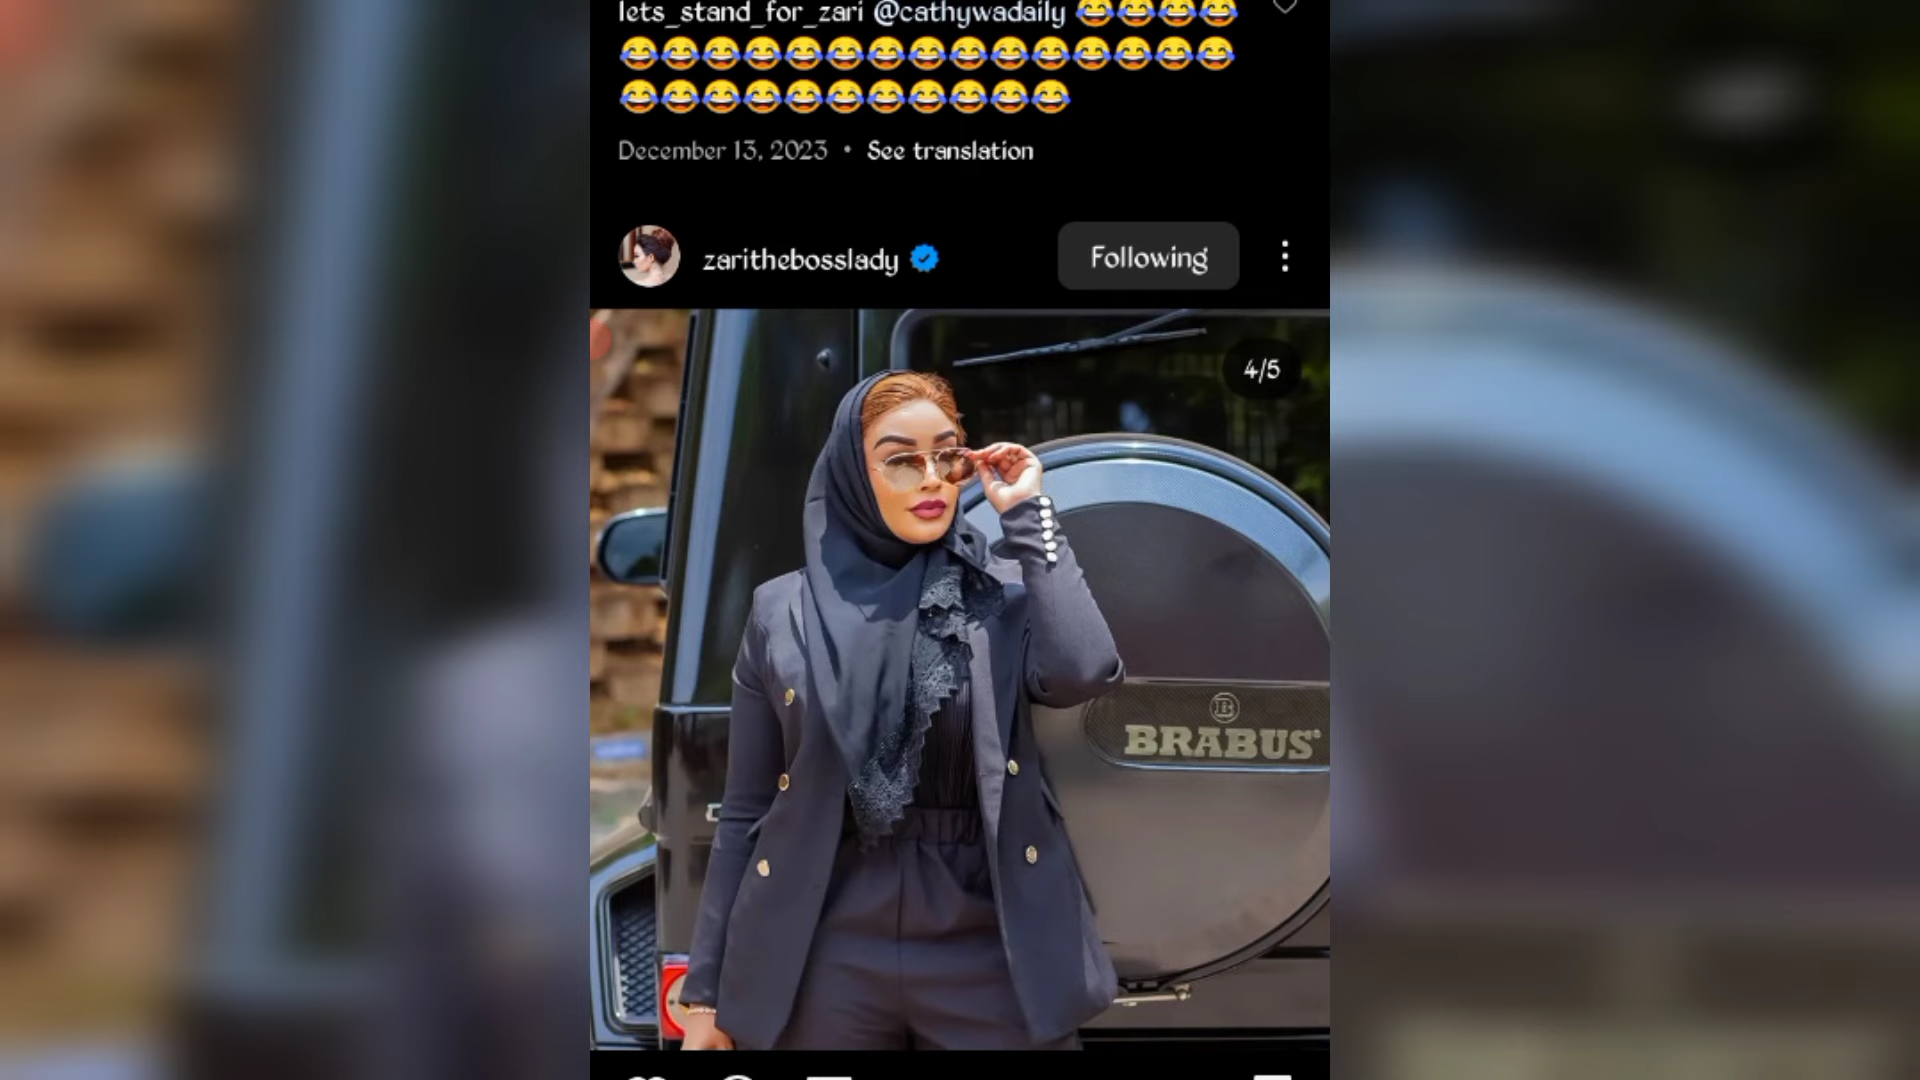 lets_stand_for_zari @cathywadaily 😂😂😂😂
😂😂😂😂😂😂😂😂😂😂😂😂😂😂😂
😂😂😂😂😂😂😂😂😂😂😂
December 13, 2023 • See translation
zarithebosslady
Following
4/5
B
BRABUS